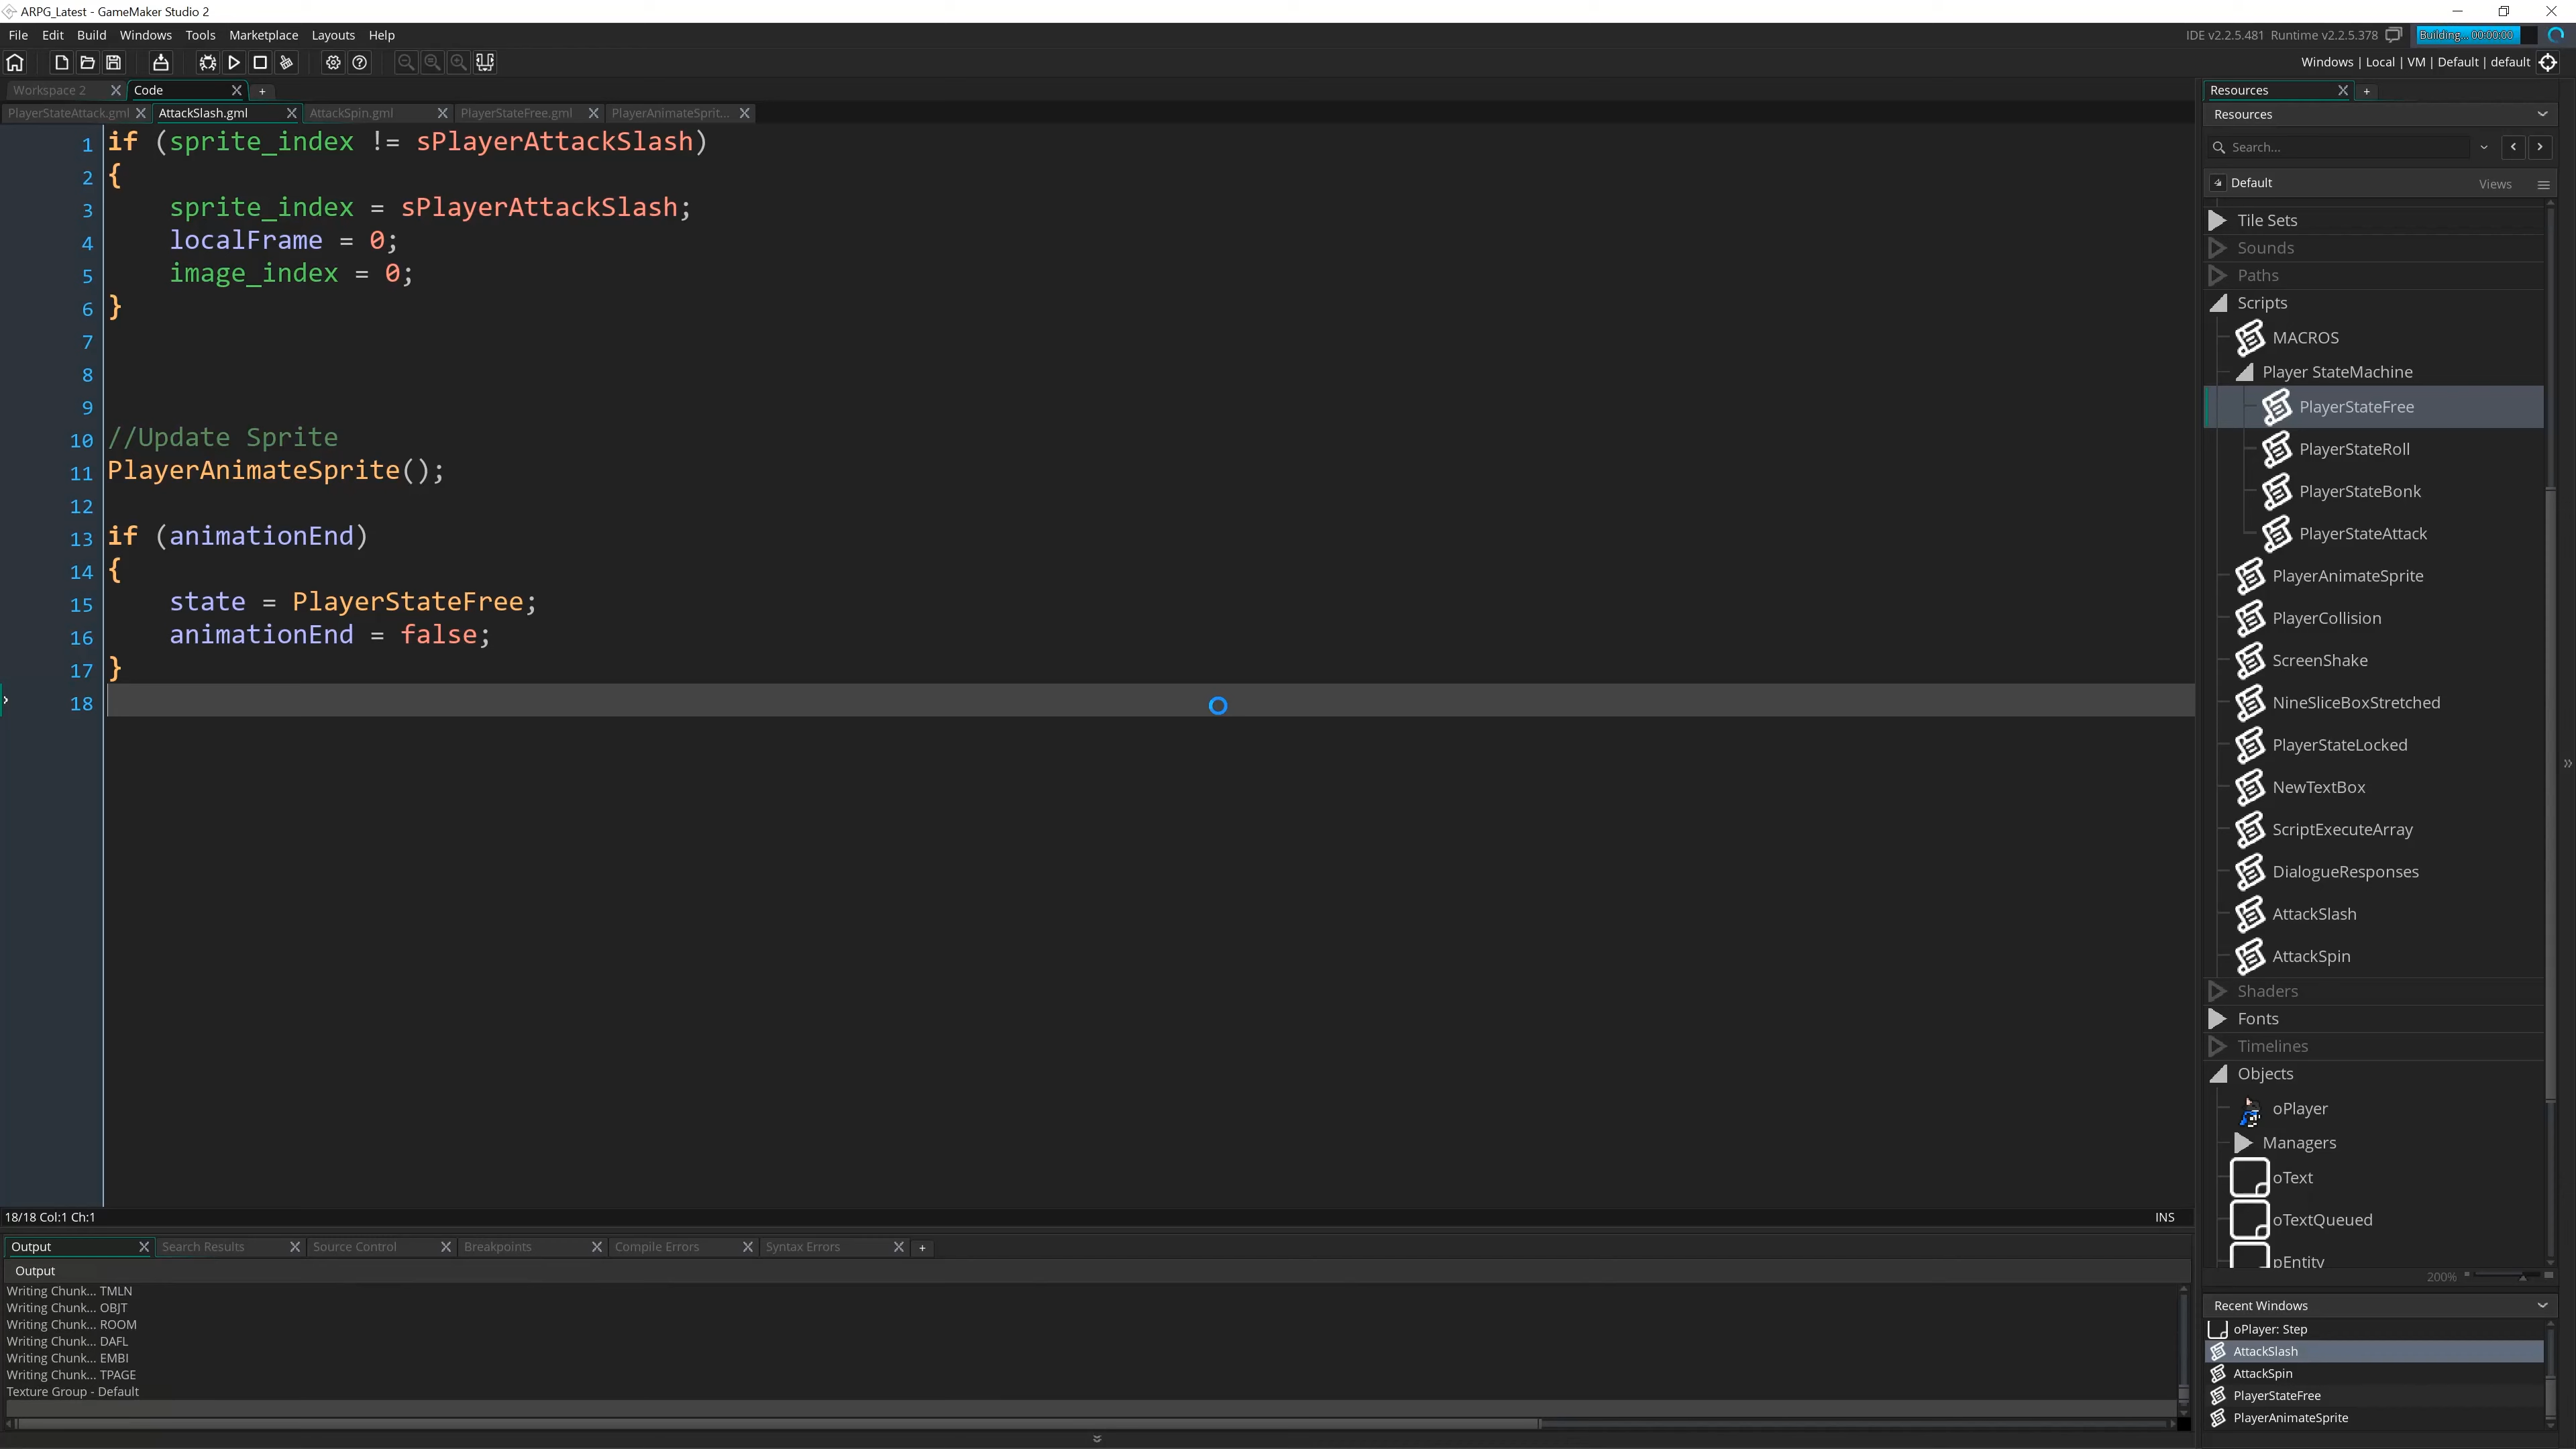 ARPG_Latest - GameMaker Studio 2
File Edit Build Windows Tools Marketplace Layouts Help
IDE v2.2.5.481 Runtime v2.2.5.378
Building... 00:00:00
Windows | Local | VM | Default | default
Workspace 2
Code
PlayerStateAttack.gml
AttackSlash.gml
AttackSpin.gml
PlayerStateFree.gml
PlayerAnimateSprit...
1 if (sprite_index != sPlayerAttackSlash)
2 {
3 sprite_index = sPlayerAttackSlash;
4 localFrame = 0;
5 image_index = 0;
6 }
7
8
9
10 //Update Sprite
11 PlayerAnimateSprite();
12
13 if (animationEnd)
14 {
15 state = PlayerStateFree;
16 animationEnd = false;
17 }
18
18/18 Col:1 Ch:1
INS
Output
Search Results
Source Control
Breakpoints
Compile Errors
Syntax Errors
Output
Writing Chunk... TMLN
Writing Chunk... OBJT
Writing Chunk... ROOM
Writing Chunk... DAFL
Writing Chunk... EMBI
Writing Chunk... TPAGE
Texture Group - Default
Resources
Resources
Search...
Default
Views
Tile Sets
Sounds
Paths
Scripts
MACROS
Player StateMachine
PlayerStateFree
PlayerStateRoll
PlayerStateBonk
PlayerStateAttack
PlayerAnimateSprite
PlayerCollision
ScreenShake
NineSliceBoxStretched
PlayerStateLocked
NewTextBox
ScriptExecuteArray
DialogueResponses
AttackSlash
AttackSpin
Shaders
Fonts
Timelines
Objects
oPlayer
Managers
oText
oTextQueued
pEntity
200%
Recent Windows
oPlayer: Step
AttackSlash
AttackSpin
PlayerStateFree
PlayerAnimateSprite